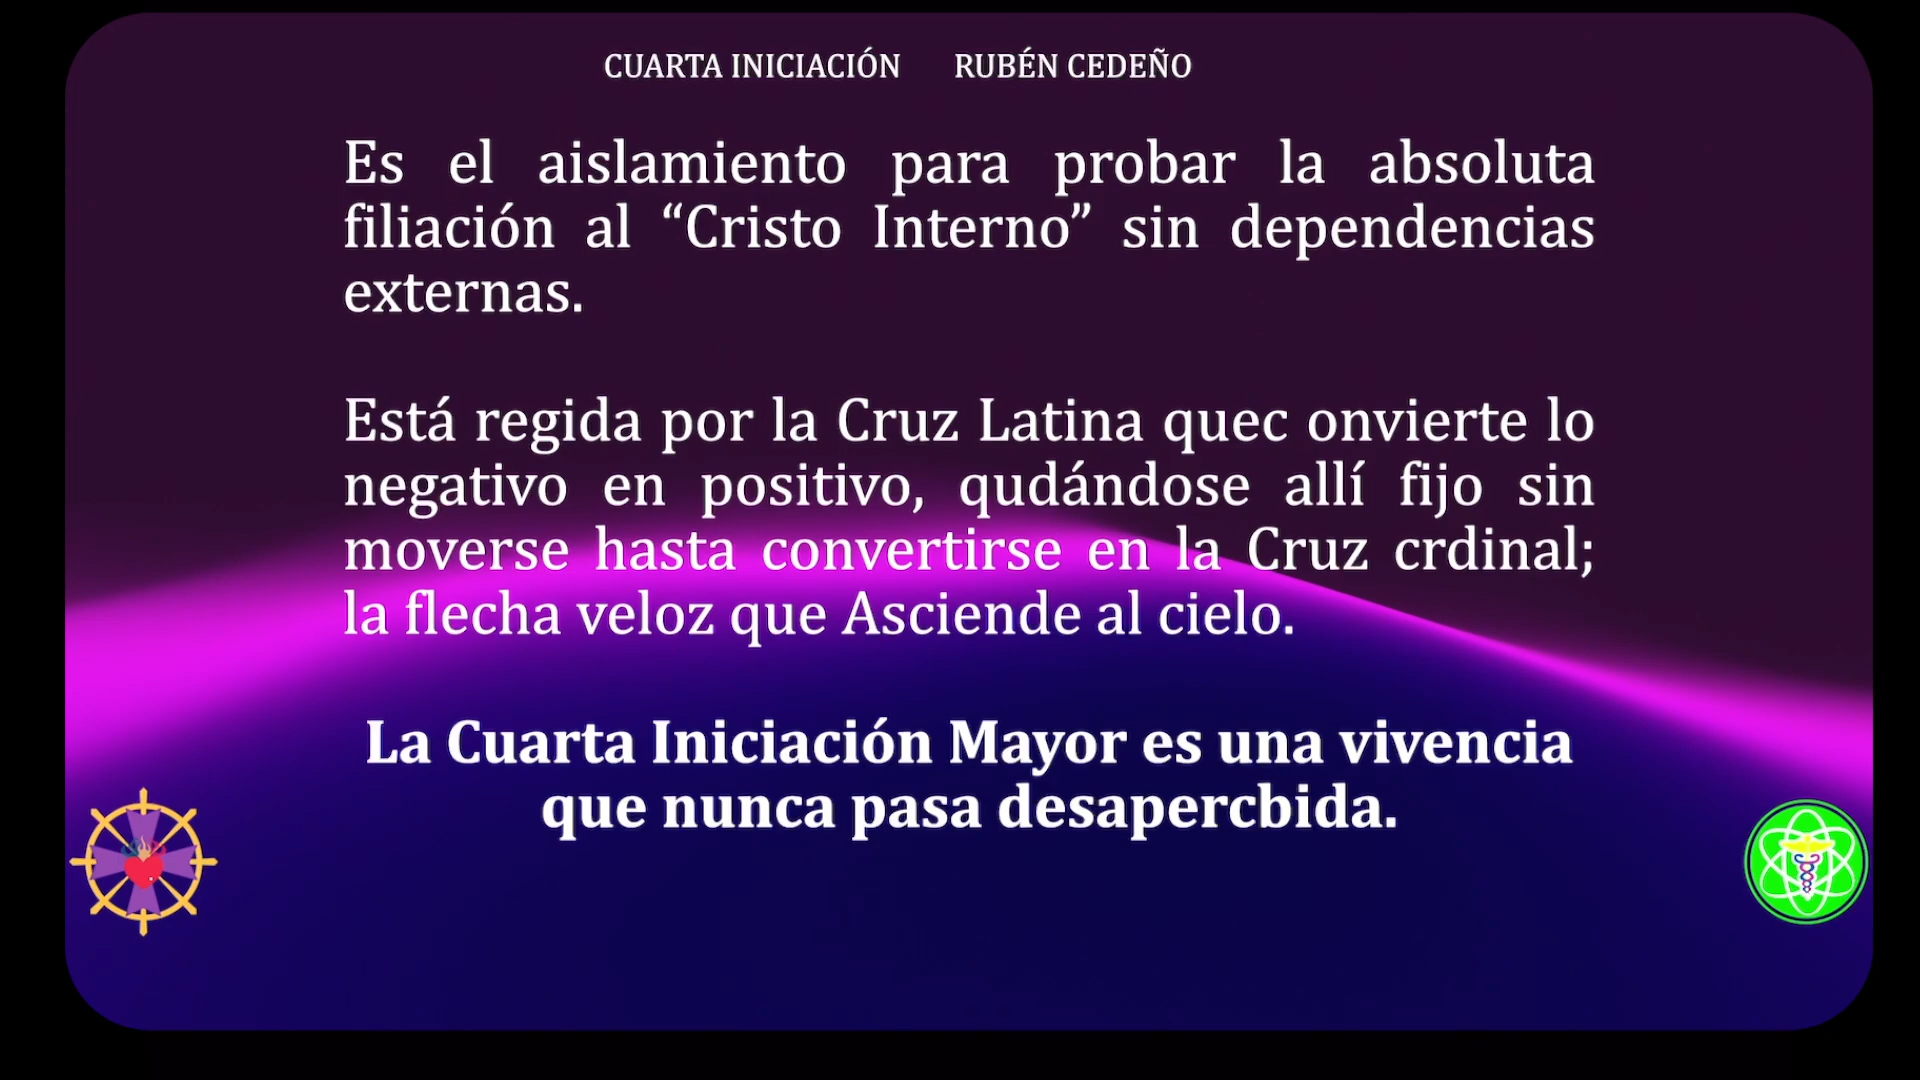 CUARTA INICIACIÓN RUBÉN CEDEÑO
Es el aislamiento para probar la absoluta
filiación al “Cristo Interno” sin dependencias
externas.
Está regida por la Cruz Latina quec onvierte lo
negativo en positivo, qudándose allí fijo sin
moverse hasta convertirse en la Cruz crdinal;
la flecha veloz que Asciende al cielo.
La Cuarta Iniciación Mayor es una vivencia
que nunca pasa desapercbida.